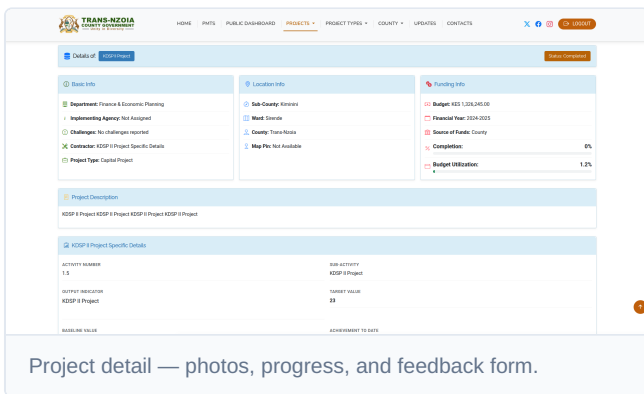 TRANS-NZOIA
COUNTY GOVERNMENT
HOME PMTS PUBLIC DASHBOARD PROJECTS PROJECT TYPES COUNTY UPDATES CONTACTS LOGOUT
Details of: KDSP II Project Status: Completed
Basic Info
Department: Finance & Economic Planning
Implementing Agency: Not Assigned
Challenges: No challenges reported
Contractor: KDSP II Project Specific Details
Project Type: Capital Project
Location Info
Sub-County: Kiminini
Ward: Sirende
County: Trans-Nzoia
Map Pin: Not Available
Funding Info
Budget: KES 1,326,245.00
Financial Year: 2024-2025
Source of Funds: County
Completion: 0%
Budget Utilization: 1.2%
Project Description
KDSP II Project KDSP II Project KDSP II Project KDSP II Project
KDSP II Project Specific Details
ACTIVITY NUMBER SUB-ACTIVITY
1.5 KDSP II Project
OUTPUT INDICATOR TARGET VALUE
KDSP II Project 23
BASELINE VALUE ACHIEVEMENT TO DATE
Project detail — photos, progress, and feedback form.